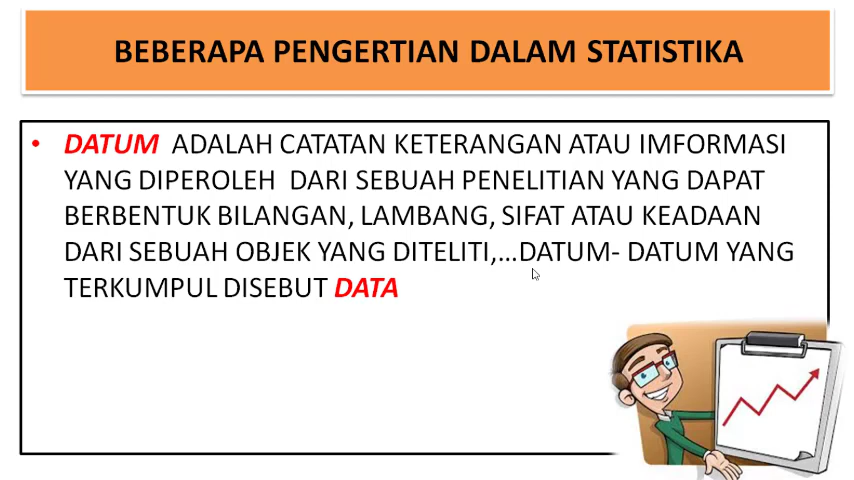 BEBERAPA PENGERTIAN DALAM STATISTIKA
• DATUM ADALAH CATATAN KETERANGAN ATAU IMFORMASI
YANG DIPEROLEH DARI SEBUAH PENELITIAN YANG DAPAT
BERBENTUK BILANGAN, LAMBANG, SIFAT ATAU KEADAAN
DARI SEBUAH OBJEK YANG DITELITI,...DATUM- DATUM YANG
TERKUMPUL DISEBUT DATA